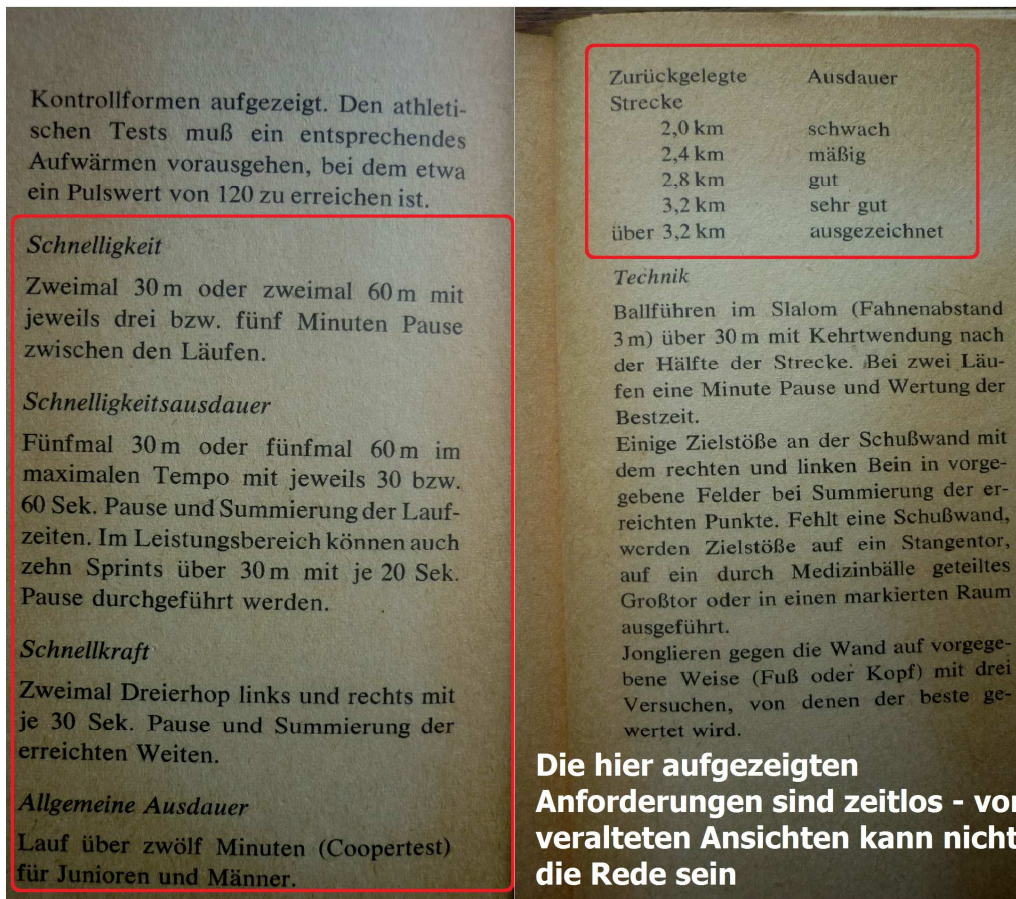 Kontrollformen aufgezeigt. Den athleti-
schen Tests muß ein entsprechendes
Aufwärmen vorausgehen, bei dem etwa
ein Pulswert von 120 zu erreichen ist.
Schnelligkeit
Zweimal 30 m oder zweimal 60 m mit
jeweils drei bzw. fünf Minuten Pause
zwischen den Läufen.
Schnelligkeitsausdauer
Fünfmal 30 m oder fünfmal 60 m im
maximalen Tempo mit jeweils 30 bzw.
60 Sek. Pause und Summierung der Lauf-
zeiten. Im Leistungsbereich können auch
zehn Sprints über 30 m mit je 20 Sek.
Pause durchgeführt werden.
Schnellkraft
Zweimal Dreierhop links und rechts mit
je 30 Sek. Pause und Summierung der
erreichten Weiten.
Allgemeine Ausdauer
Lauf über zwölf Minuten (Coopertest)
für Junioren und Männer.
Zurückgelegte Ausdauer
Strecke
2,0 km schwach
2,4 km mäßig
2,8 km gut
3,2 km sehr gut
über 3,2 km ausgezeichnet
Technik
Ballführen im Slalom (Fahnenabstand
3 m) über 30 m mit Kehrtwendung nach
der Hälfte der Strecke. Bei zwei Läu-
fen eine Minute Pause und Wertung der
Bestzeit.
Einige Zielstöße an der Schußwand mit
dem rechten und linken Bein in vorge-
gebene Felder bei Summierung der er-
reichten Punkte. Fehlt eine Schußwand,
werden Zielstöße auf ein Stangentor,
auf ein durch Medizinbälle geteiltes
Großtor oder in einen markierten Raum
ausgeführt.
Jonglieren gegen die Wand auf vorgege-
bene Weise (Fuß oder Kopf) mit drei
Versuchen, von denen der beste ge-
wertet wird.
Die hier aufgezeigten
Anforderungen sind zeitlos - von
veralteten Ansichten kann nicht
die Rede sein